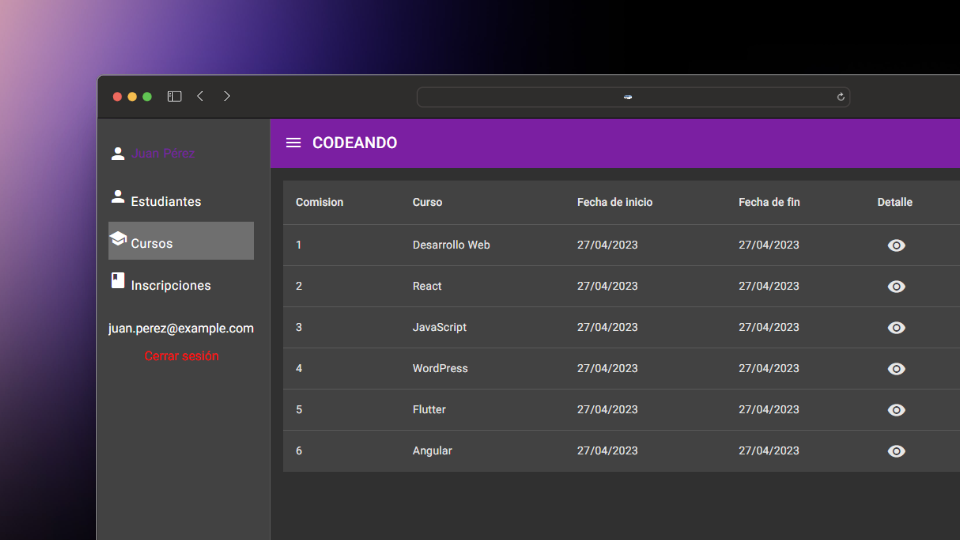 CODEANDO
Juan Pérez
Estudiantes
Cursos
Inscripciones
juan.perez@example.com
Cerrar sesión
Comision Curso Fecha de inicio Fecha de fin Detalle
1 Desarrollo Web 27/04/2023 27/04/2023
2 React 27/04/2023 27/04/2023
3 JavaScript 27/04/2023 27/04/2023
4 WordPress 27/04/2023 27/04/2023
5 Flutter 27/04/2023 27/04/2023
6 Angular 27/04/2023 27/04/2023